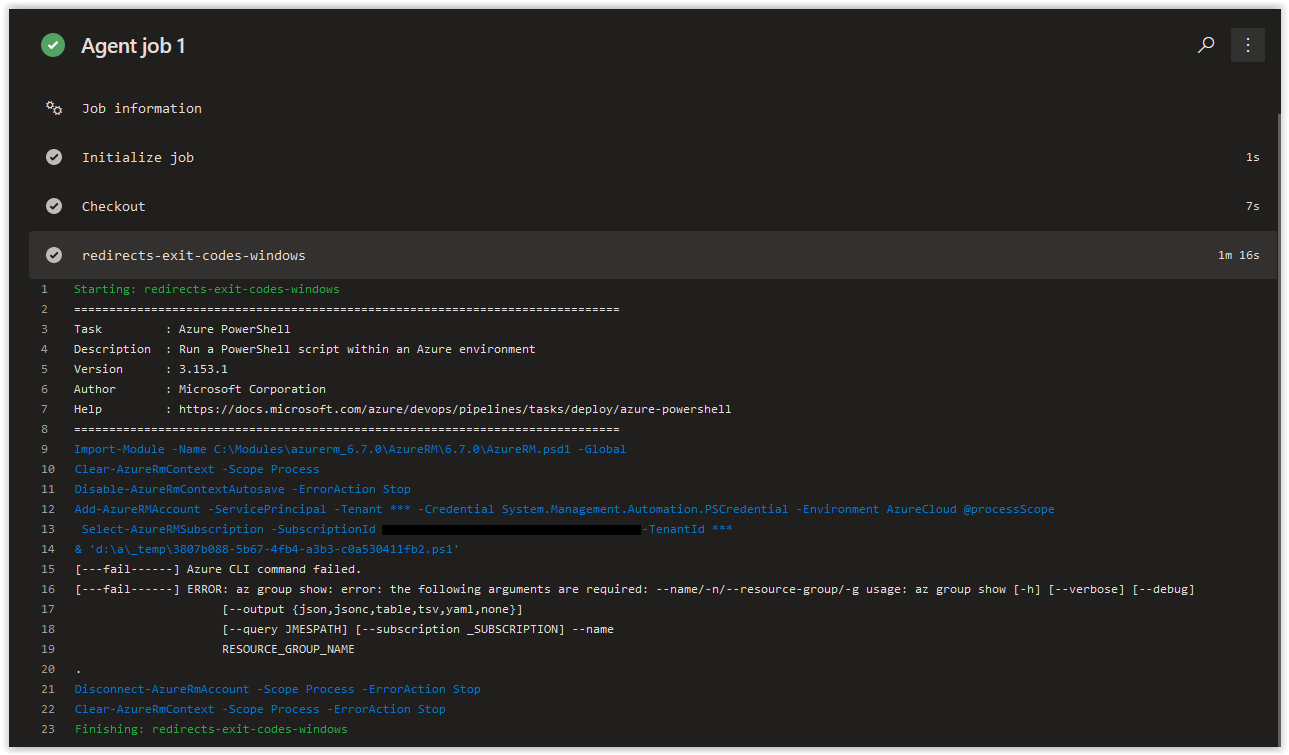 Agent job 1
Job information
Initialize job 1s
Checkout 7s
redirects-exit-codes-windows 1m 16s
1 Starting: redirects-exit-codes-windows
2 ==============================================================================
3 Task         : Azure PowerShell
4 Description  : Run a PowerShell script within an Azure environment
5 Version      : 3.153.1
6 Author       : Microsoft Corporation
7 Help         : https://docs.microsoft.com/azure/devops/pipelines/tasks/deploy/azure-powershell
8 ==============================================================================
9 Import-Module -Name C:\Modules\azurerm_6.7.0\AzureRM\6.7.0\AzureRM.psd1 -Global
10 Clear-AzureRmContext -Scope Process
11 Disable-AzureRmContextAutosave -ErrorAction Stop
12 Add-AzureRMAccount -ServicePrincipal -Tenant *** -Credential System.Management.Automation.PSCredential -Environment AzureCloud @processScope
13 Select-AzureRMSubscription -SubscriptionId -TenantId ***
14 & 'd:\a\_temp\3807b088-5b67-4fb4-a3b3-c0a530411fb2.ps1'
15 [---fail------] Azure CLI command failed.
16 [---fail------] ERROR: az group show: error: the following arguments are required: --name/-n/--resource-group/-g usage: az group show [-h] [--verbose] [--debug]
17 [--output {json,jsonc,table,tsv,yaml,none}]
18 [--query JMESPATH] [--subscription _SUBSCRIPTION] --name
19 RESOURCE_GROUP_NAME
20 .
21 Disconnect-AzureRmAccount -Scope Process -ErrorAction Stop
22 Clear-AzureRmContext -Scope Process -ErrorAction Stop
23 Finishing: redirects-exit-codes-windows